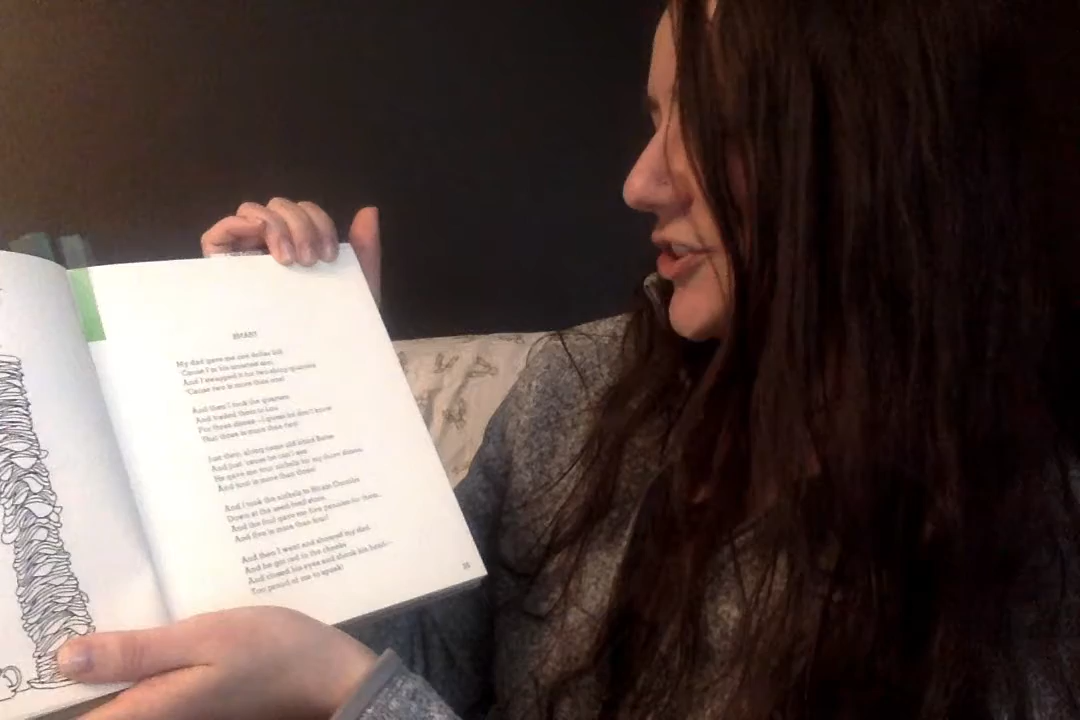 SMART
My dad gave me one dollar bill
'Cause I'm his smartest son,
And I swapped it for two shiny quarters
'Cause two is more than one!
And then I took the quarters
And traded them to Lou
For three dimes—I guess he don't know
That three is more than two!
Just then, along came old blind Bates
And just 'cause he can't see
He gave me four nickels for my three dimes,
And four is more than three!
And I took the nickels to Hiram Coombs
Down at the seed-feed store,
And the fool gave me five pennies for them,
And five is more than four!
And then I went and showed my dad,
And he got red in the cheeks
And closed his eyes and shook his head—
Too proud of me to speak!
35